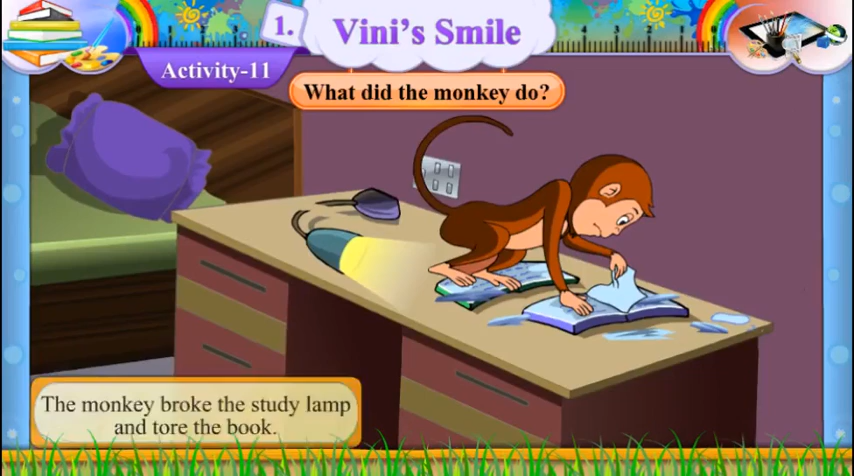 1.
Vini's Smile
Activity-11
What did the monkey do?
The monkey broke the study lamp
and tore the book.